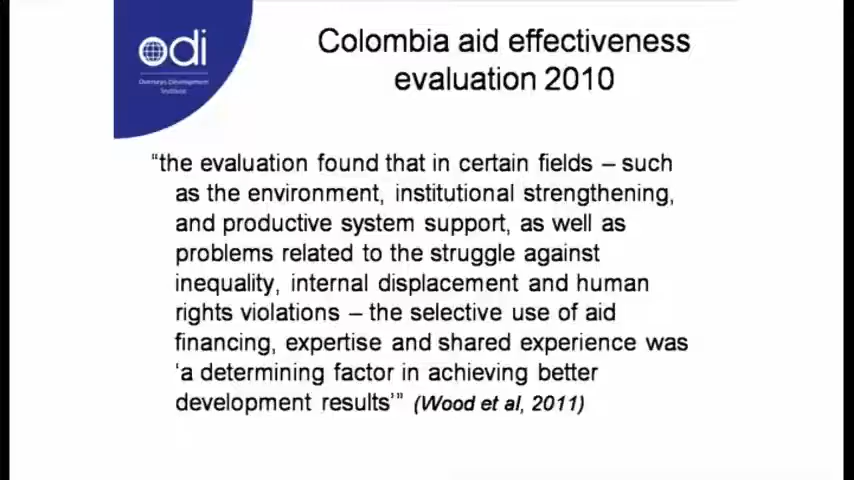 odi
Overseas Development
Institute
Colombia aid effectiveness
evaluation 2010
“the evaluation found that in certain fields – such
as the environment, institutional strengthening,
and productive system support, as well as
problems related to the struggle against
inequality, internal displacement and human
rights violations – the selective use of aid
financing, expertise and shared experience was
‘a determining factor in achieving better
development results’” (Wood et al, 2011)